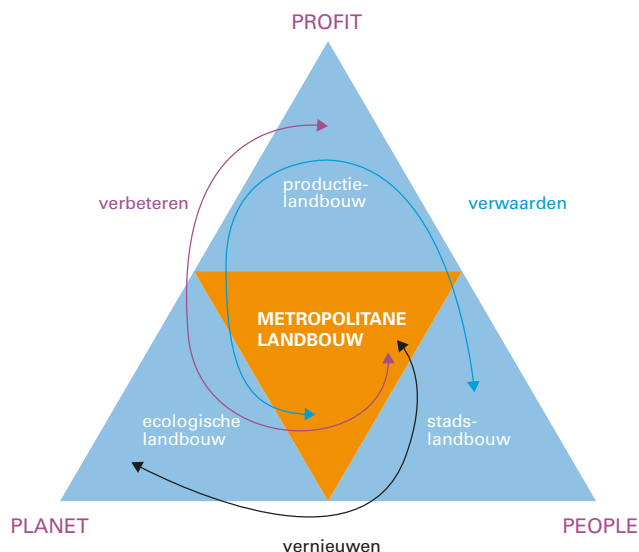 PROFIT
productie-
landbouw
verbeteren
verwaarden
METROPOLITANE
LANDBOUW
ecologische
landbouw
stads-
landbouw
PLANET
PEOPLE
vernieuwen